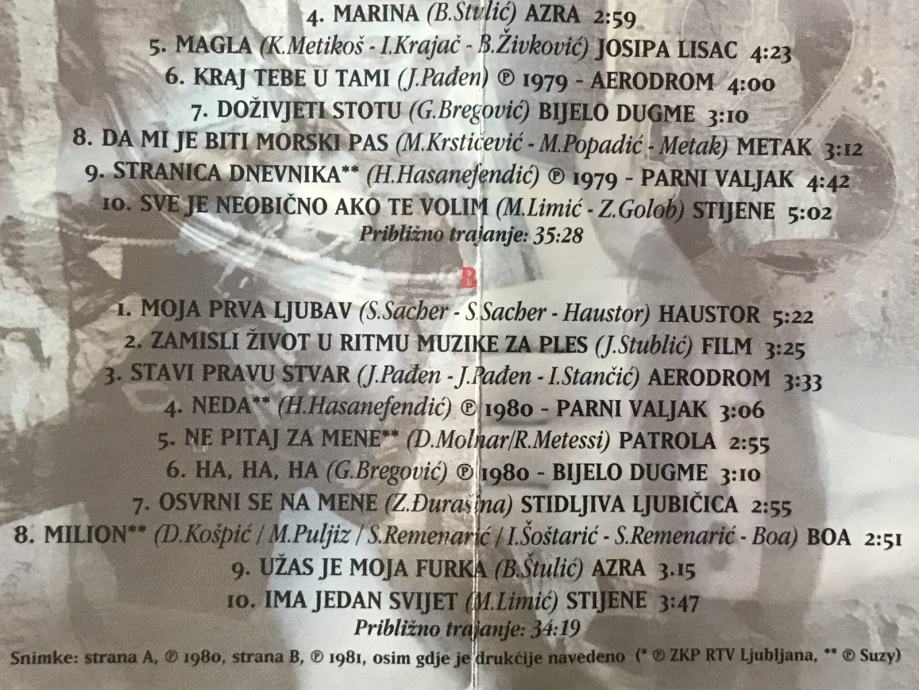 4. MARINA (B.Štulić) AZRA 2:59
5. MAGLA (K.Metikoš - I.Krajač - B.Živković) JOSIPA LISAC 4:23
6. KRAJ TEBE U TAMI (J.Pađen) ℗ 1979 - AERODROM 4:00
7. DOŽIVJETI STOTU (G.Bregović) BIJELO DUGME 3:10
8. DA MI JE BITI MORSKI PAS (M.Krstićević - M.Popadić - Metak) METAK 3:12
9. STRANICA DNEVNIKA** (H.Hasanefendić) ℗ 1979 - PARNI VALJAK 4:42
10. SVE JE NEOBIČNO AKO TE VOLIM (M.Limić - Z.Golob) STIJENE 5:02
Približno trajanje: 35:28
B
1. MOJA PRVA LJUBAV (S.Sacher - S.Sacher - Haustor) HAUSTOR 5:22
2. ZAMISLI ŽIVOT U RITMU MUZIKE ZA PLES (J.Stublić) FILM 3:25
3. STAVI PRAVU STVAR (J.Pađen - J.Pađen - I.Stančić) AERODROM 3:33
4. NEDA** (H.Hasanefendić) ℗ 1980 - PARNI VALJAK 3:06
5. NE PITAJ ZA MENE** (D.Molnar/R.Metessi) PATROLA 2:55
6. HA, HA, HA (G.Bregović) ℗ 1980 - BIJELO DUGME 3:10
7. OSVRNI SE NA MENE (Z.Đurasina) STIDLJIVA LJUBIČICA 2:55
8. MILION** (D.Košpić / M.Puljiz / S.Remenarić / I.Šoštarić - S.Remenarić - Boa) BOA 2:51
9. UŽAS JE MOJA FURKA (B.Štulić) AZRA 3.15
10. IMA JEDAN SVIJET (M.Limić) STIJENE 3:47
Približno trajanje: 34:19
Snimke: strana A, ℗ 1980, strana B, ℗ 1981, osim gdje je drukčije navedeno (* ℗ ZKP RTV Ljubljana, ** ℗ Suzy)